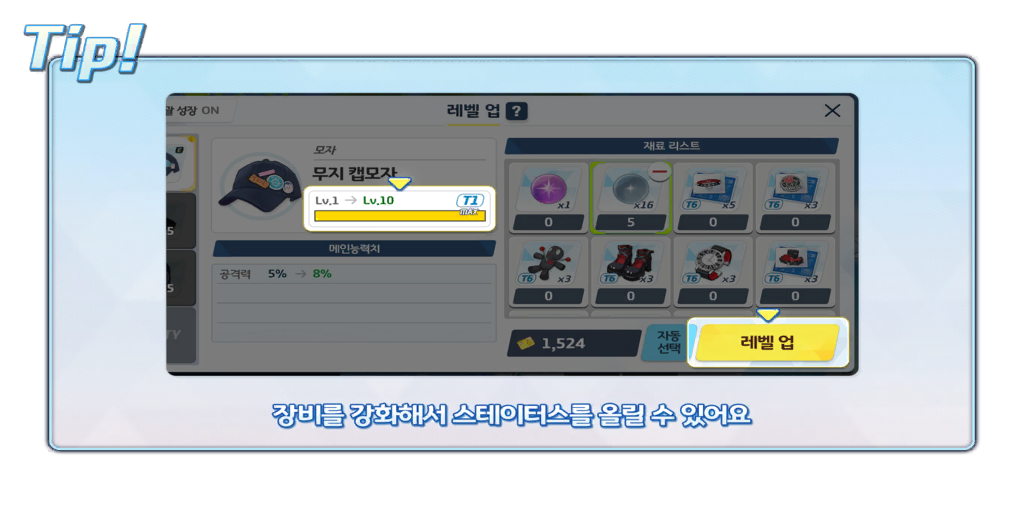 Tip!
성장 ON
레벨 업 ?
모자
무지 캡모자
Lv.1 → Lv.10 T1
MAX
메인능력치
공격력 5% → 8%
재료 리스트
x1 x16 T6 x5 T6 x3
0 5 0 0
T6 x3 x3 T6 x3 T6 x3
0 0 0 0
1,524
자동
선택
레벨 업
장비를 강화해서 스테이터스를 올릴 수 있어요